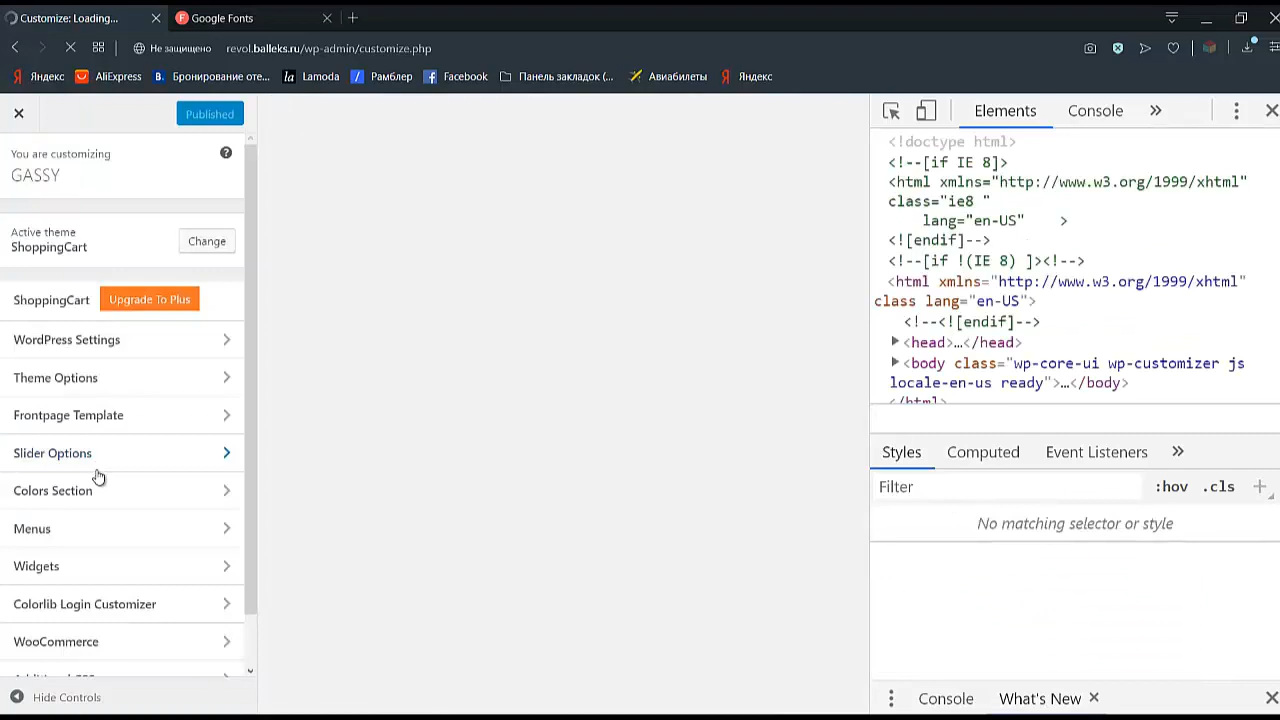 Customize: Loading...
Google Fonts
Не защищено revol.balleks.ru/wp-admin/customize.php
Яндекс AliExpress Бронирование оте... Lamoda Рамблер Facebook Панель закладок (... Авиабилеты Яндекс
Published
You are customizing
GASSY
Active theme
ShoppingCart
Change
ShoppingCart Upgrade To Plus
WordPress Settings
Theme Options
Frontpage Template
Slider Options
Colors Section
Menus
Widgets
Colorlib Login Customizer
WooCommerce
Hide Controls
Elements Console
<!doctype html>
<!--[if IE 8]>
<html xmlns="http://www.w3.org/1999/xhtml"
class="ie8 "
lang="en-US" >
<![endif]-->
<!--[if !(IE 8) ]><!-->
<html xmlns="http://www.w3.org/1999/xhtml"
class lang="en-US">
<!--<![endif]-->
<head>…</head>
<body class="wp-core-ui wp-customizer js
locale-en-us ready">…</body>
</html>
Styles Computed Event Listeners
Filter :hov .cls
No matching selector or style
Console What's New